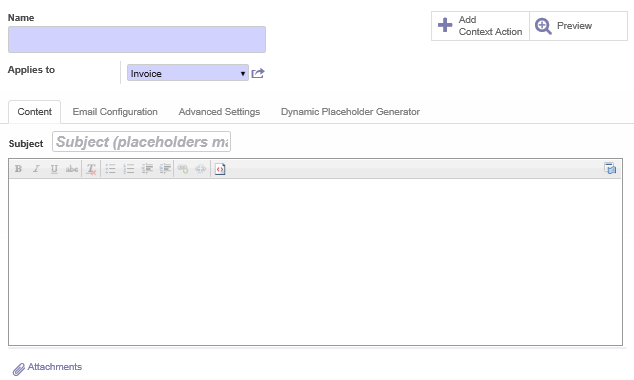 Name
Add
Context Action
Preview
Applies to
Invoice
Content Email Configuration Advanced Settings Dynamic Placeholder Generator
Subject Subject (placeholders
B I U abc T
Attachments